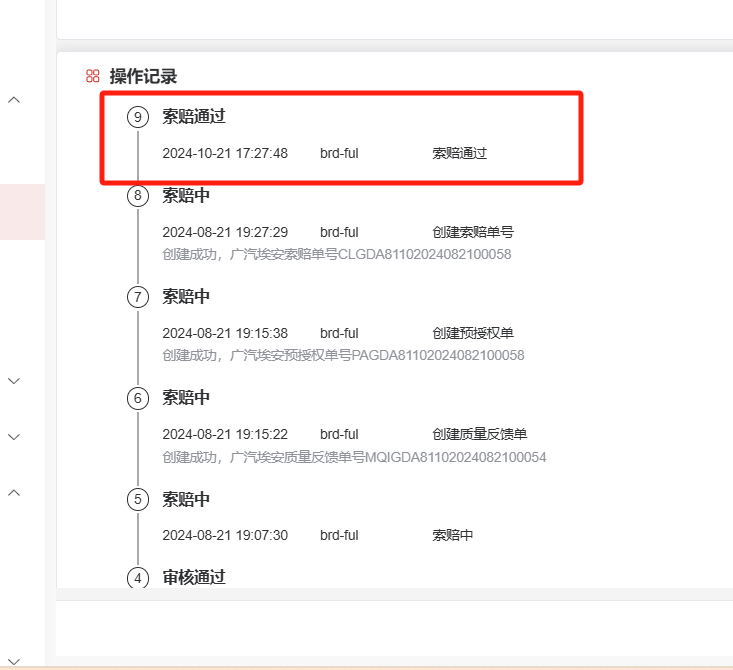 操作记录
9 索赔通过
2024-10-21 17:27:48 brd-ful 索赔通过
8 索赔中
2024-08-21 19:27:29 brd-ful 创建索赔单号
创建成功，广汽埃安索赔单号CLGDA81102024082100058
7 索赔中
2024-08-21 19:15:38 brd-ful 创建预授权单
创建成功，广汽埃安预授权单号PAGDA81102024082100058
6 索赔中
2024-08-21 19:15:22 brd-ful 创建质量反馈单
创建成功，广汽埃安质量反馈单号MQIGDA81102024082100054
5 索赔中
2024-08-21 19:07:30 brd-ful 索赔中
4 审核通过